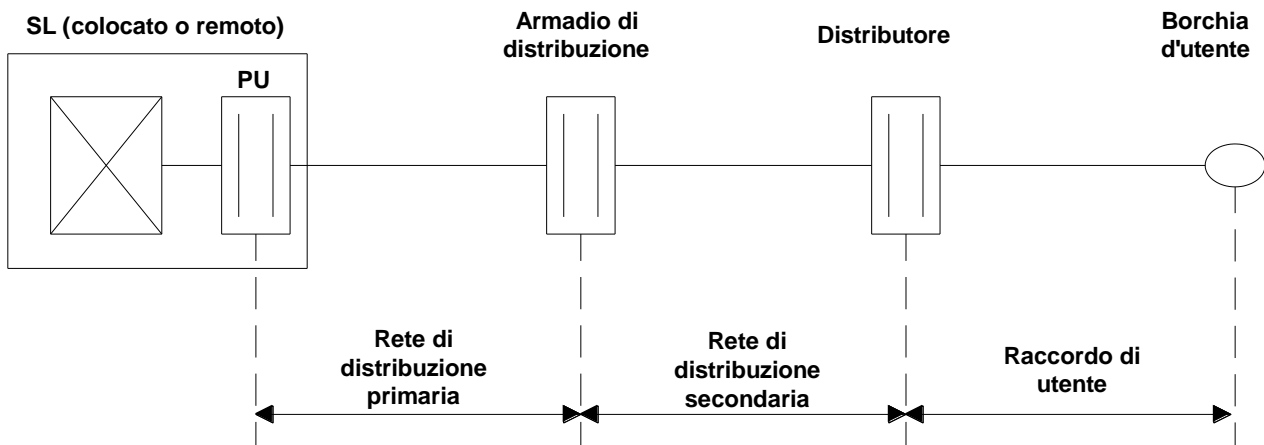 SL (colocato o remoto)
Armadio di
distribuzione
Distributore
Borchia
d'utente
PU
Rete di
distribuzione
primaria
Rete di
distribuzione
secondaria
Raccordo di
utente